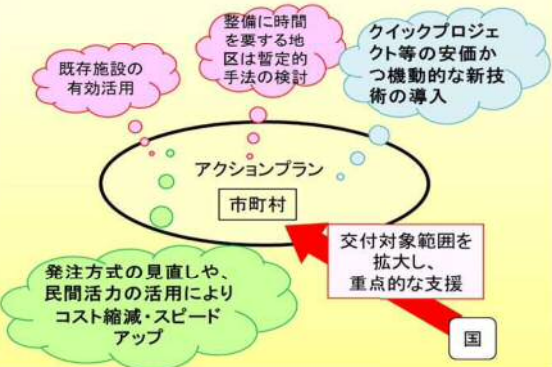 既存施設の
有効活用
整備に時間
を要する地
区は暫定的
手法の検討
クイックプロジェ
クト等の安価か
つ機動的な新技
術の導入
アクションプラン
市町村
発注方式の見直しや、
民間活力の活用により
コスト縮減・スピード
アップ
交付対象範囲を
拡大し、
重点的な支援
国